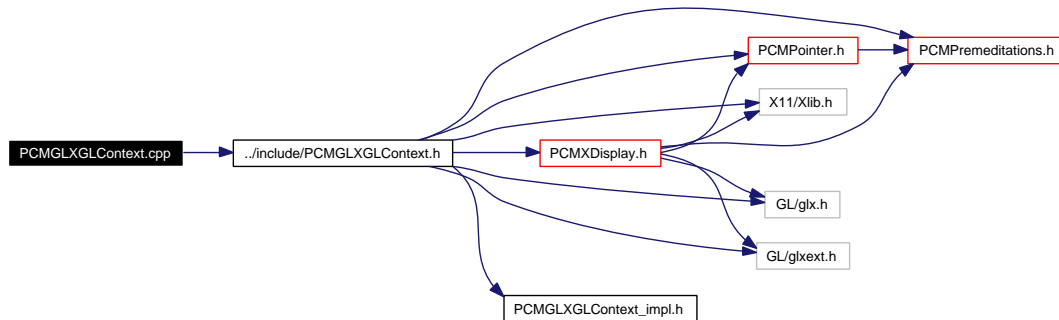 PCMPointer.h
PCMPremeditations.h
X11/Xlib.h
PCMGLXGLContext.cpp
../include/PCMGLXGLContext.h
PCMXDisplay.h
GL/glx.h
GL/glxext.h
PCMGLXGLContext_impl.h